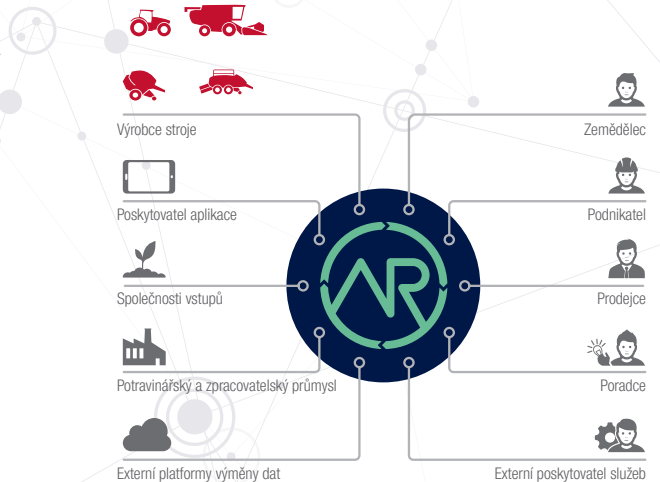 Výrobce stroje
Zemědělec
Poskytovatel aplikace
Podnikatel
Společnosti vstupů
Prodejce
Potravinářský a zpracovatelský průmysl
Poradce
Externí platformy výměny dat
Externí poskytovatel služeb
AR